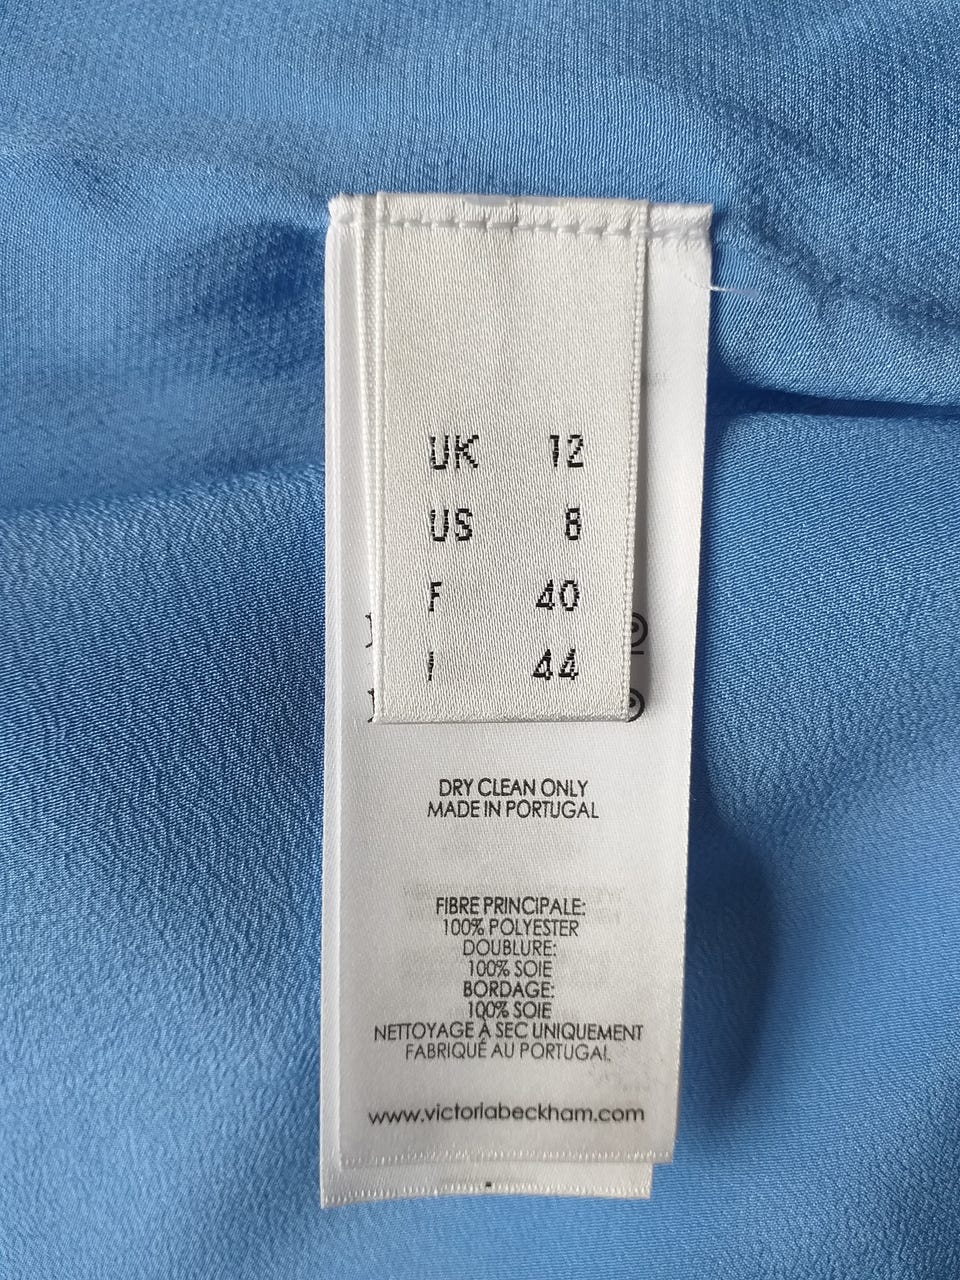 UK 12
US 8
F 40
I 44
DRY CLEAN ONLY
MADE IN PORTUGAL
FIBRE PRINCIPALE:
100% POLYESTER
DOUBLURE:
100% SOIE
BORDAGE:
100% SOIE
NETTOYAGE À SEC UNIQUEMENT
FABRIQUÉ AU PORTUGAL
www.victoriabeckham.com